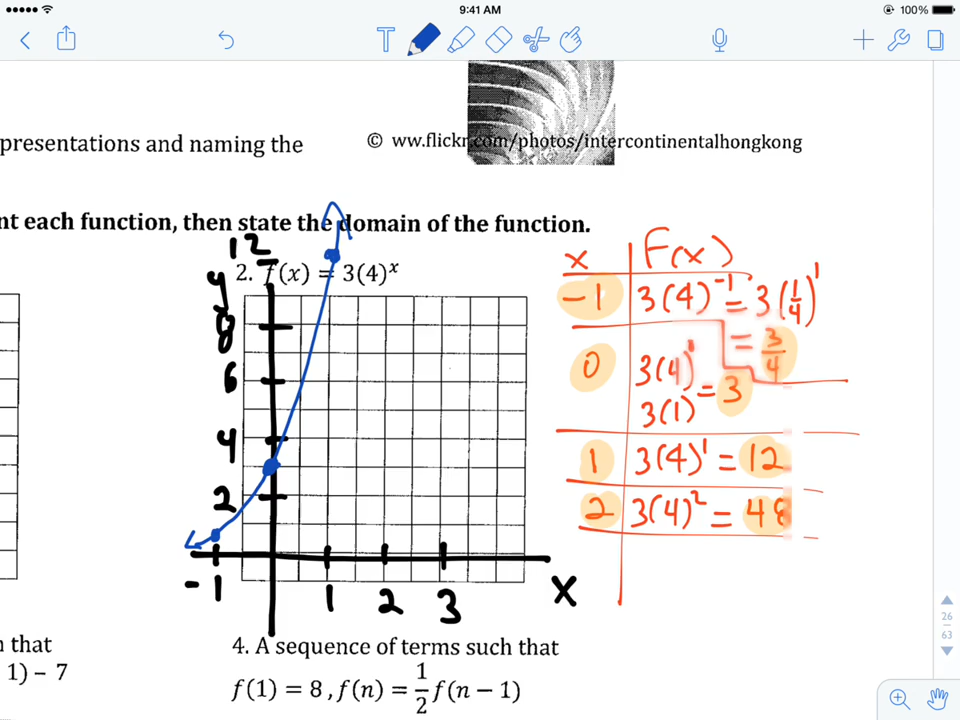 9:41 AM
100%
T
presentations and naming the
© ww.flickr.com/photos/intercontinentalhongkong
nt each function, then state the domain of the function.
2. f(x) = 3(4)ˣ
12
y
8
6
4
2
-1 1 2 3 x
x F(x)
-1 3(4)⁻¹ = 3(1/4)¹
= 3/4
0 3(4)
3(1) = 3
1 3(4)¹ = 12
2 3(4)² = 48
n that
1) – 7
4. A sequence of terms such that
f(1) = 8 , f(n) = 1/2 f(n − 1)
26
63